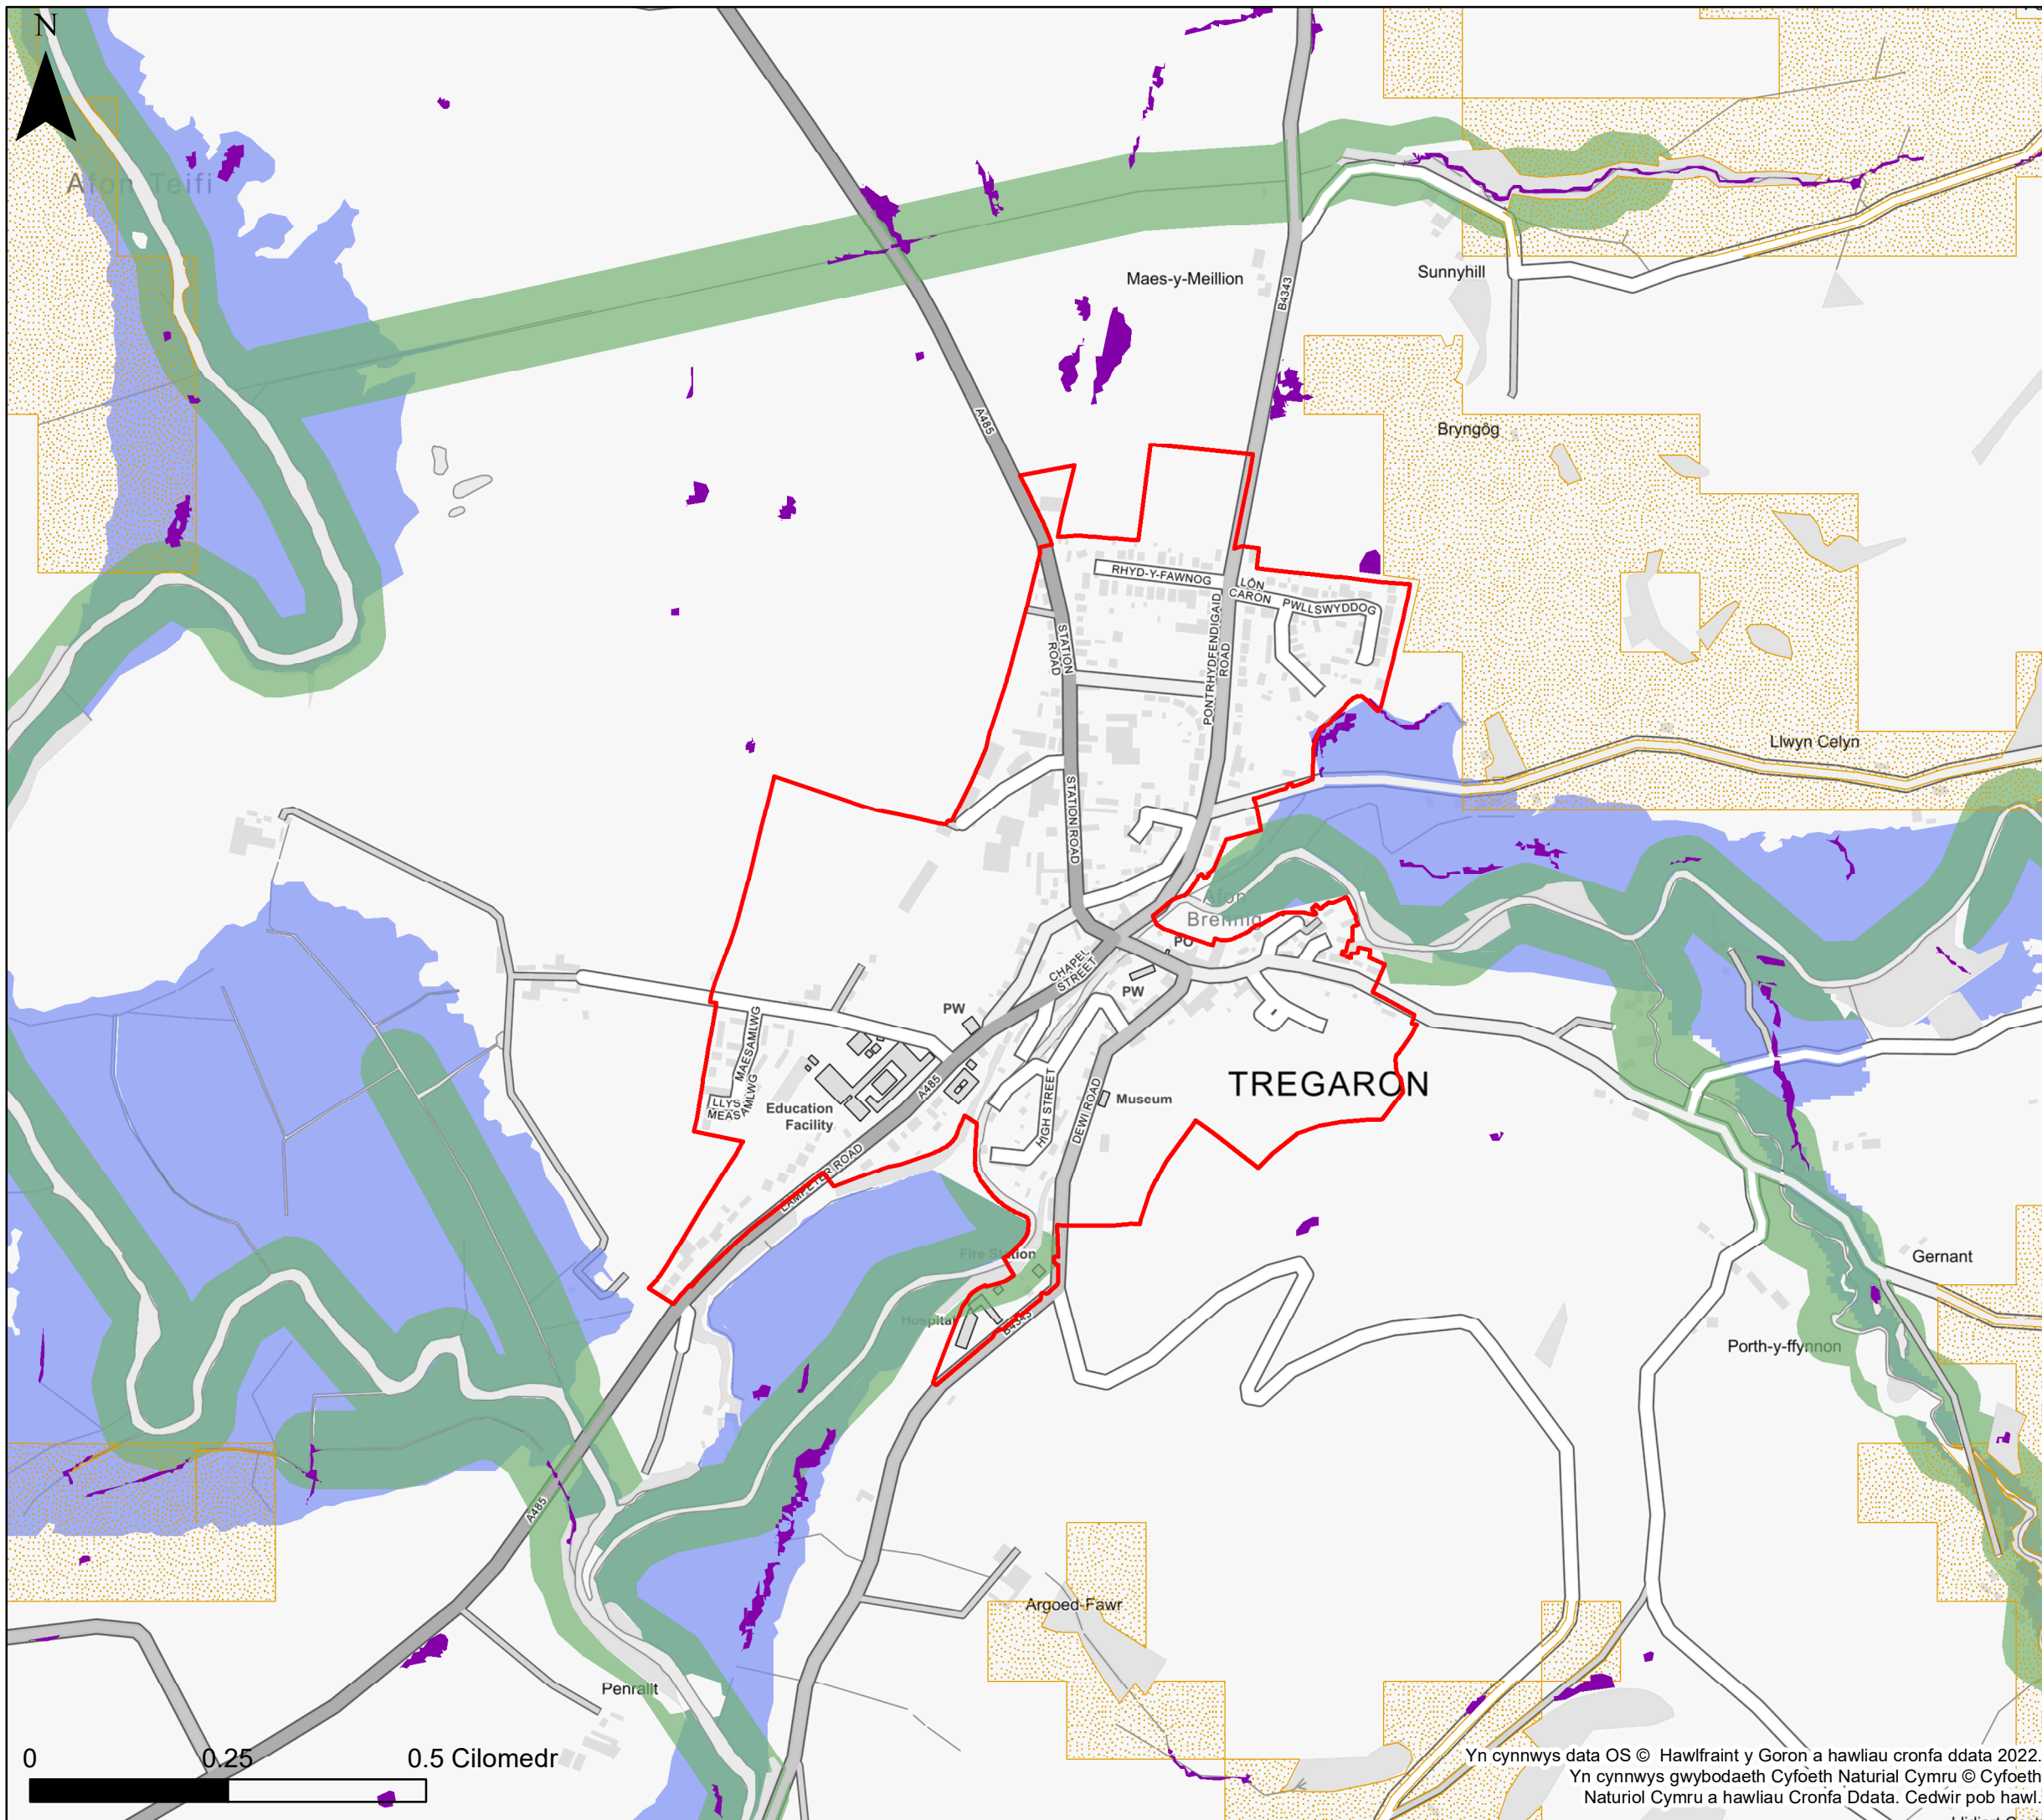 N
Afon Teifi
Maes-y-Meillion
Sunnyhill
B4343
A485
Bryngôg
RHYD-Y-FAWNOG
LÔN
CARON
PWLLSWYDDOG
STATION
ROAD
PONTRHYDFENDIGAID
ROAD
Llwyn Celyn
STATION ROAD
Afon
Brennig
PO
CHAPEL
STREET
PW
PW
MAESAMLWG
LLYS
MEASAMLWG
Education
Facility
A485
HIGH STREET
DEWI ROAD
Museum
TREGARON
LAMPETER ROAD
Fire Station
Hospital
B4343
Gernant
Porth-y-ffynnon
A485
Argoed-Fawr
Penrallt
0
0.25
0.5 Cilomedr
Yn cynnwys data OS © Hawlfraint y Goron a hawliau cronfa ddata 2022.
Yn cynnwys gwybodaeth Cyfoeth Naturial Cymru © Cyfoeth
Naturiol Cymru a hawliau Cronfa Ddata. Cedwir pob hawl.